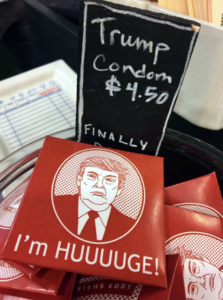 Trump
Condom
$4.50
FINALLY
I'm HUUUUGE!